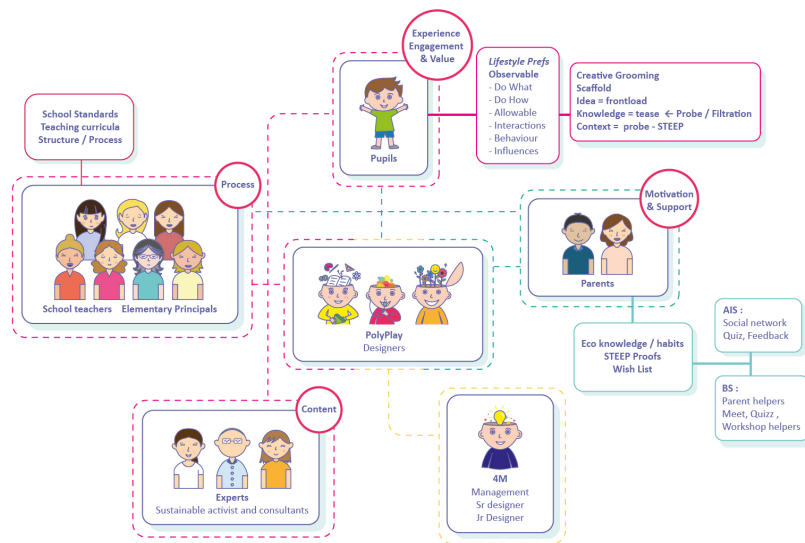 Experience
Engagement
& Value
Pupils
Lifestyle Prefs
Observable
- Do What
- Do How
- Allowable
- Interactions
- Behaviour
- Influences
Creative Grooming
Scaffold
Idea = frontload
Knowledge = tease ← Probe / Filtration
Context = probe - STEEP
School Standards
Teaching curricula
Structure / Process
Process
School teachers Elementary Principals
Motivation
& Support
Parents
PolyPlay
Designers
Eco knowledge / habits
STEEP Proofs
Wish List
AIS :
Social network
Quiz, Feedback
BS :
Parent helpers
Meet, Quizz ,
Workshop helpers
Content
Experts
Sustainable activist and consultants
4M
Management
Sr designer
Jr Designer